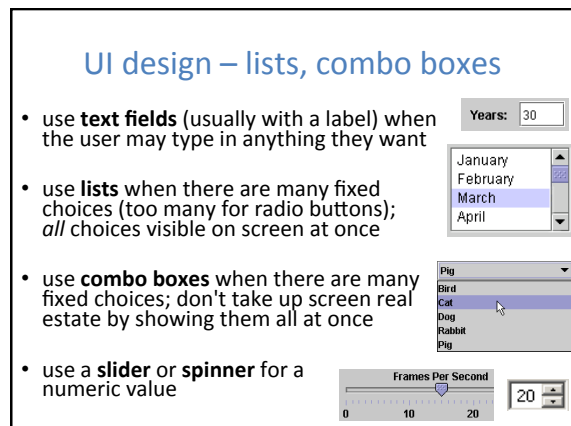 UI design – lists, combo boxes
• use text fields (usually with a label) when
the user may type in anything they want
Years: 30
• use lists when there are many fixed
choices (too many for radio buttons);
all choices visible on screen at once
January
February
March
April
• use combo boxes when there are many
fixed choices; don't take up screen real
estate by showing them all at once
Pig
Bird
Cat
Dog
Rabbit
Pig
• use a slider or spinner for a
numeric value
Frames Per Second
0 10 20
20